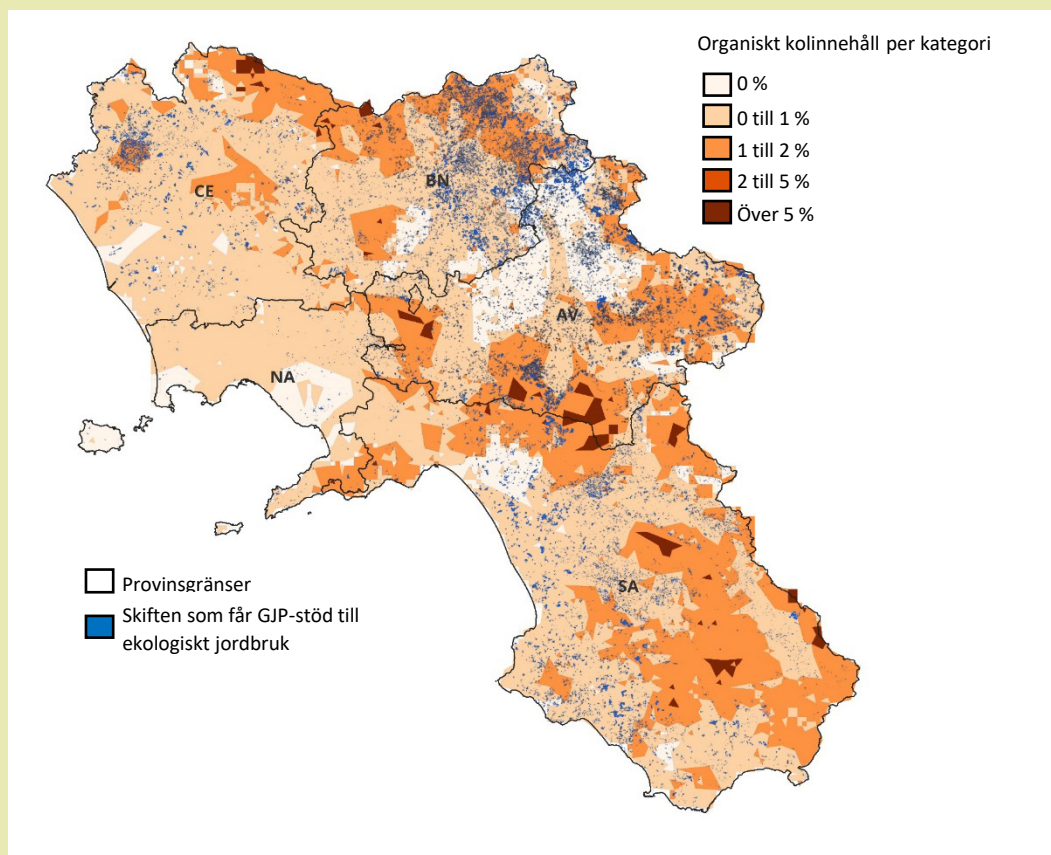 Organiskt kolinnehåll per kategori
0 %
0 till 1 %
1 till 2 %
2 till 5 %
Över 5 %
CE
BN
AV
NA
SA
Provinsgränser
Skiften som får GJP-stöd till
ekologiskt jordbruk